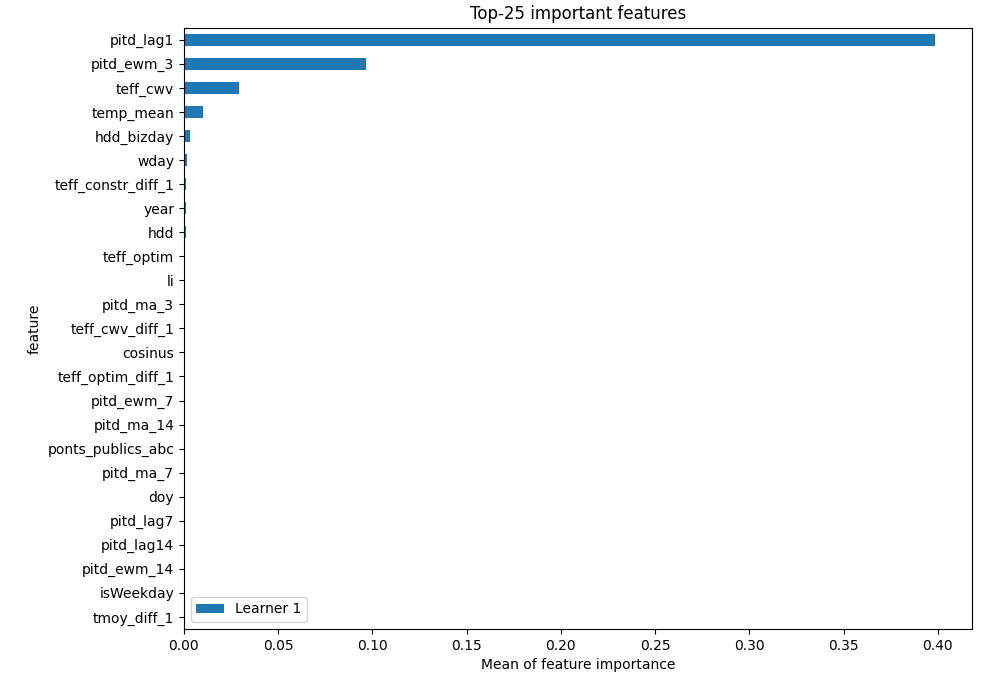 Top-25 important features
pitd_lag1
pitd_ewm_3
teff_cwv
temp_mean
hdd_bizday
wday
teff_constr_diff_1
year
hdd
teff_optim
li
pitd_ma_3
teff_cwv_diff_1
cosinus
teff_optim_diff_1
pitd_ewm_7
pitd_ma_14
ponts_publics_abc
pitd_ma_7
doy
pitd_lag7
pitd_lag14
pitd_ewm_14
isWeekday
tmoy_diff_1
feature
Learner 1
0.00 0.05 0.10 0.15 0.20 0.25 0.30 0.35 0.40
Mean of feature importance